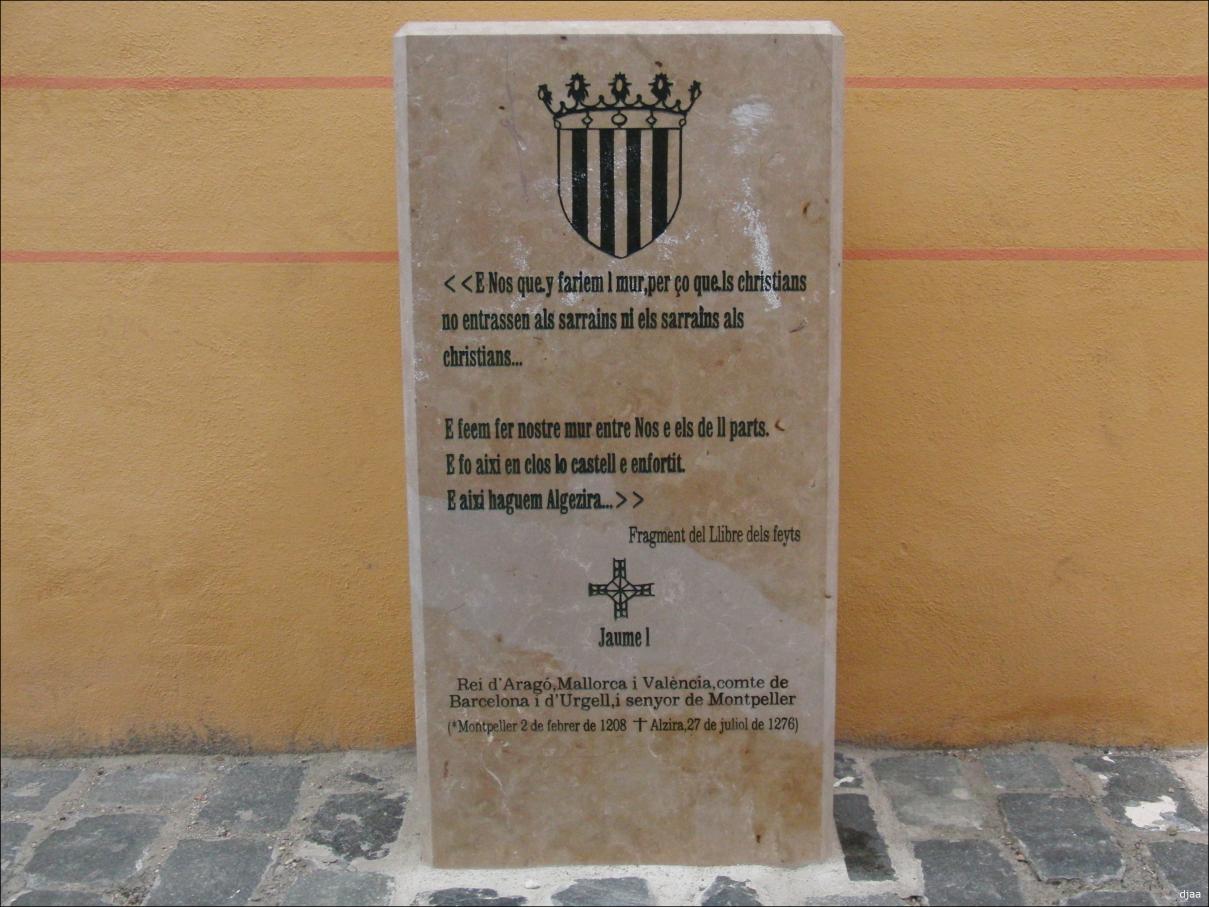 <<E Nos que.y fariem l mur,per ço que.ls christians
no entrassen als sarrains ni els sarraïns als
christians...
E feem fer nostre mur entre Nos e els de ll parts.
E fo aixi en clos lo castell e enfortit.
E aixi haguem Algezira...>>
Fragment del Llibre dels feyts
Jaume l
Rei d'Aragó,Mallorca i València,comte de
Barcelona i d'Urgell,i senyor de Montpeller
(*Montpeller 2 de febrer de 1208 ✝ Alzira,27 de juliol de 1276)
djaa